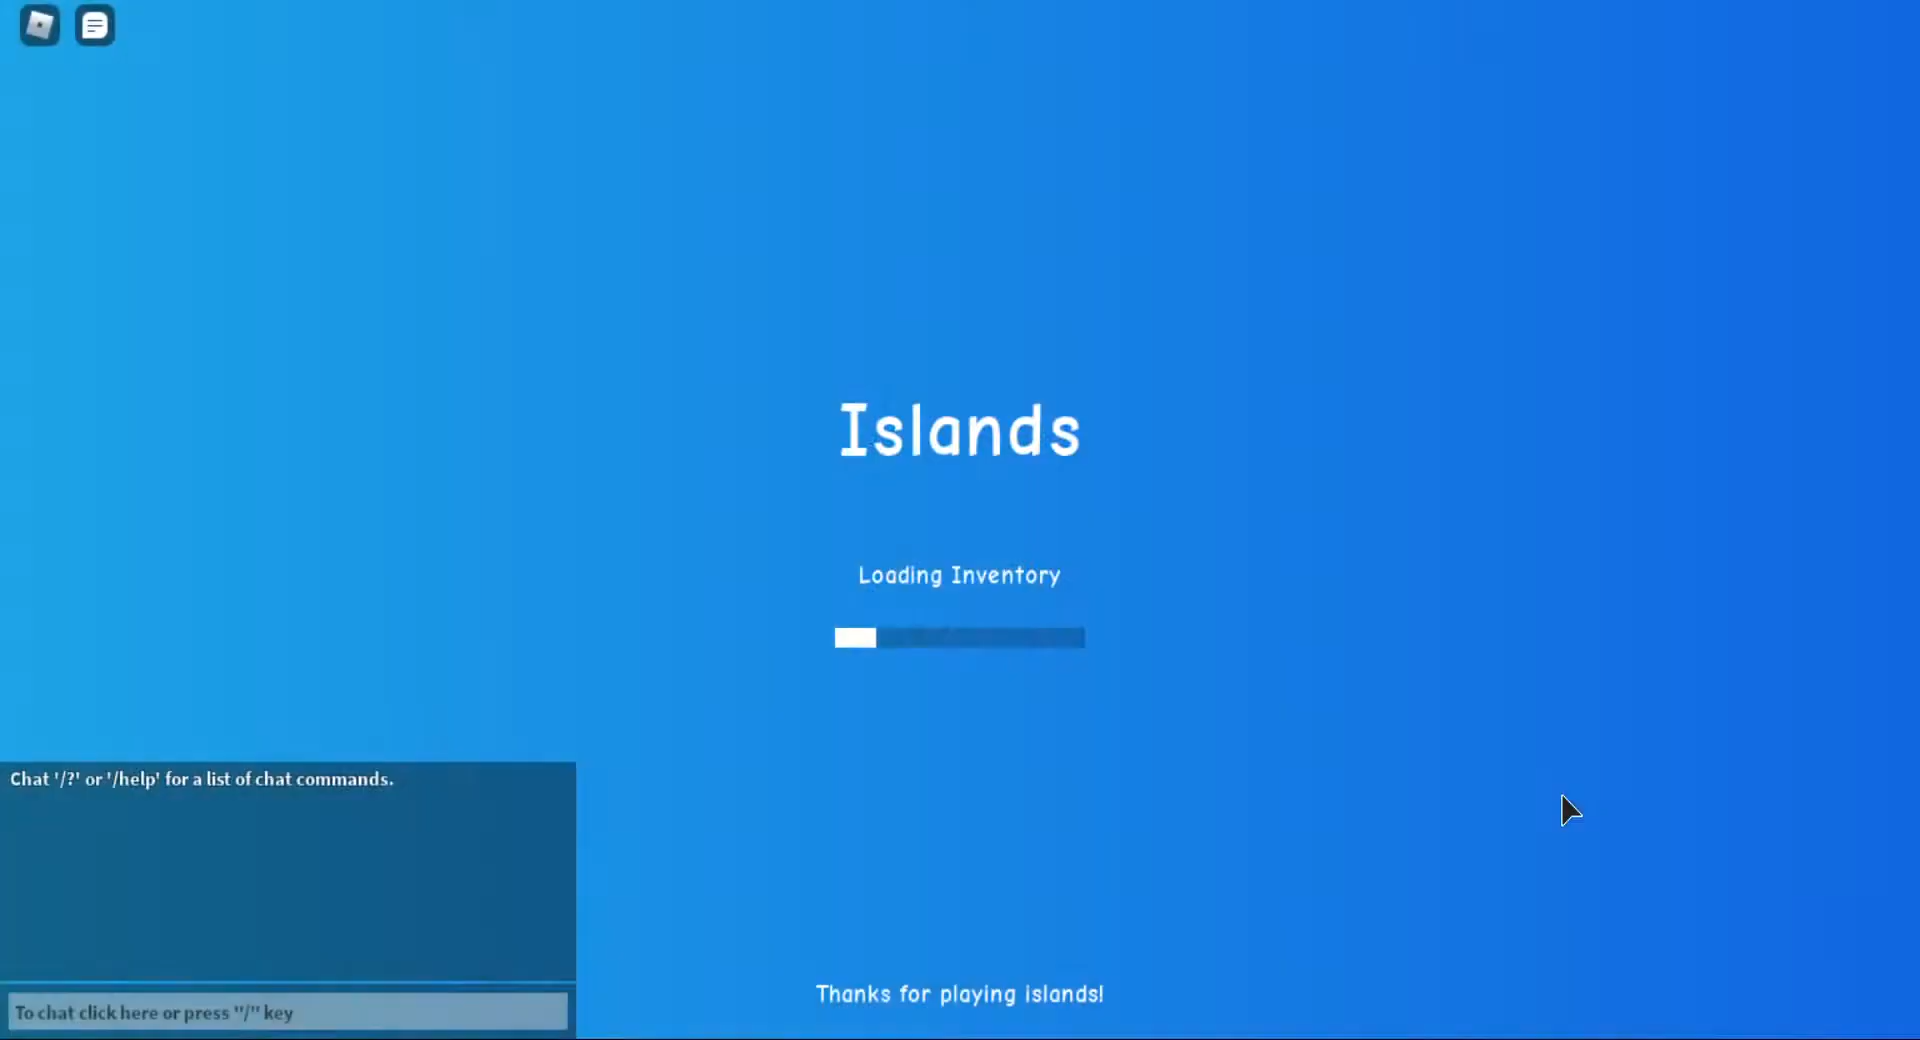 Islands
Loading Inventory
Chat '/?' or '/help' for a list of chat commands.
To chat click here or press "/" key
Thanks for playing islands!